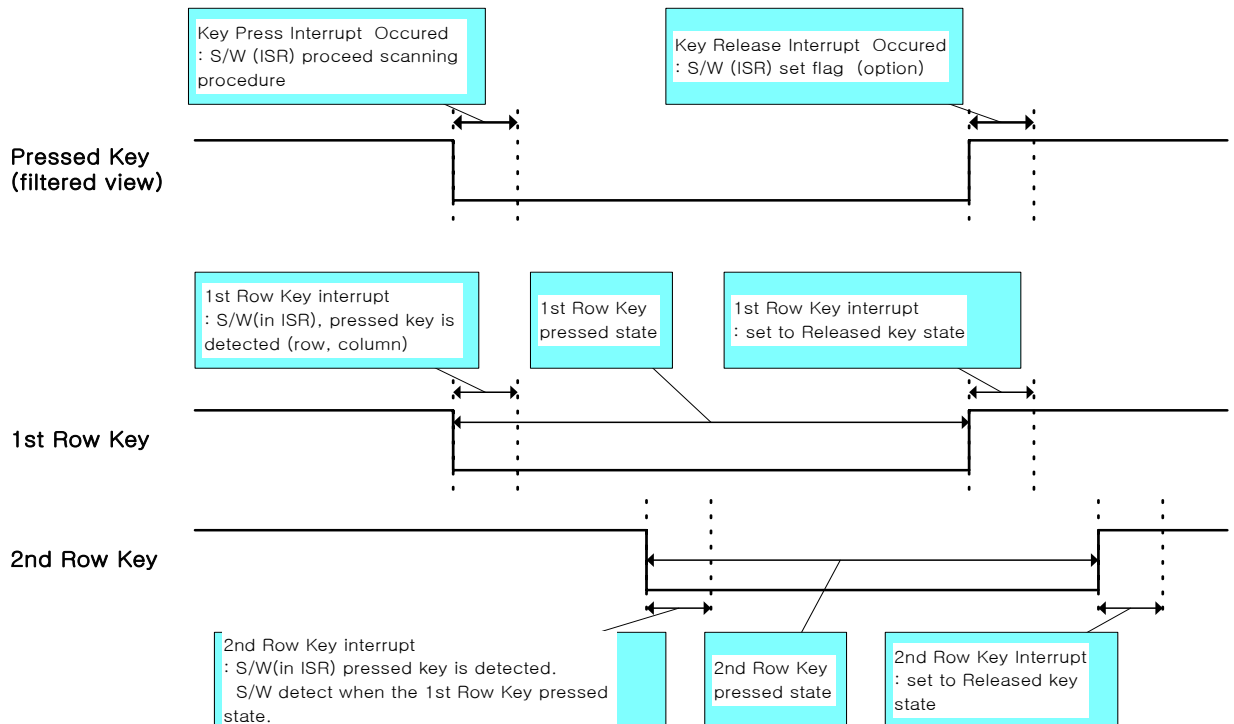 Key Press Interrupt Occured
: S/W (ISR) proceed scanning
procedure
Key Release Interrupt Occured
: S/W (ISR) set flag (option)
Pressed Key
(filtered view)
1st Row Key interrupt
: S/W(in ISR), pressed key is
detected (row, column)
1st Row Key
pressed state
1st Row Key interrupt
: set to Released key state
1st Row Key
2nd Row Key
2nd Row Key interrupt
: S/W(in ISR) pressed key is detected.
S/W detect when the 1st Row Key pressed
state.
2nd Row Key
pressed state
2nd Row Key Interrupt
: set to Released key
state